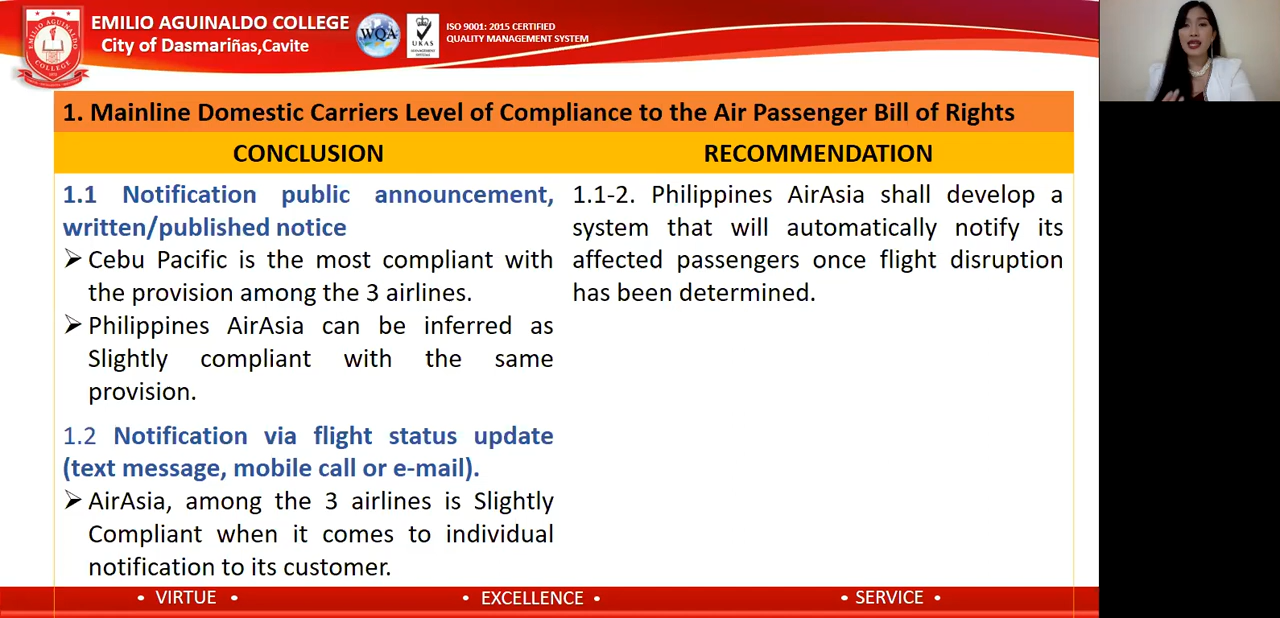 EMILIO AGUINALDO COLLEGE
City of Dasmariñas,Cavite
WQA
UKAS
MANAGEMENT
SYSTEMS
ISO 9001: 2015 CERTIFIED
QUALITY MANAGEMENT SYSTEM
EMILIO AGUINALDO
COLLEGE
1. Mainline Domestic Carriers Level of Compliance to the Air Passenger Bill of Rights
CONCLUSION
RECOMMENDATION
1.1 Notification public announcement,
written/published notice
➢ Cebu Pacific is the most compliant with
the provision among the 3 airlines.
➢ Philippines AirAsia can be inferred as
Slightly compliant with the same
provision.
1.2 Notification via flight status update
(text message, mobile call or e-mail).
➢ AirAsia, among the 3 airlines is Slightly
Compliant when it comes to individual
notification to its customer.
1.1-2. Philippines AirAsia shall develop a
system that will automatically notify its
affected passengers once flight disruption
has been determined.
• VIRTUE •
• EXCELLENCE •
• SERVICE •